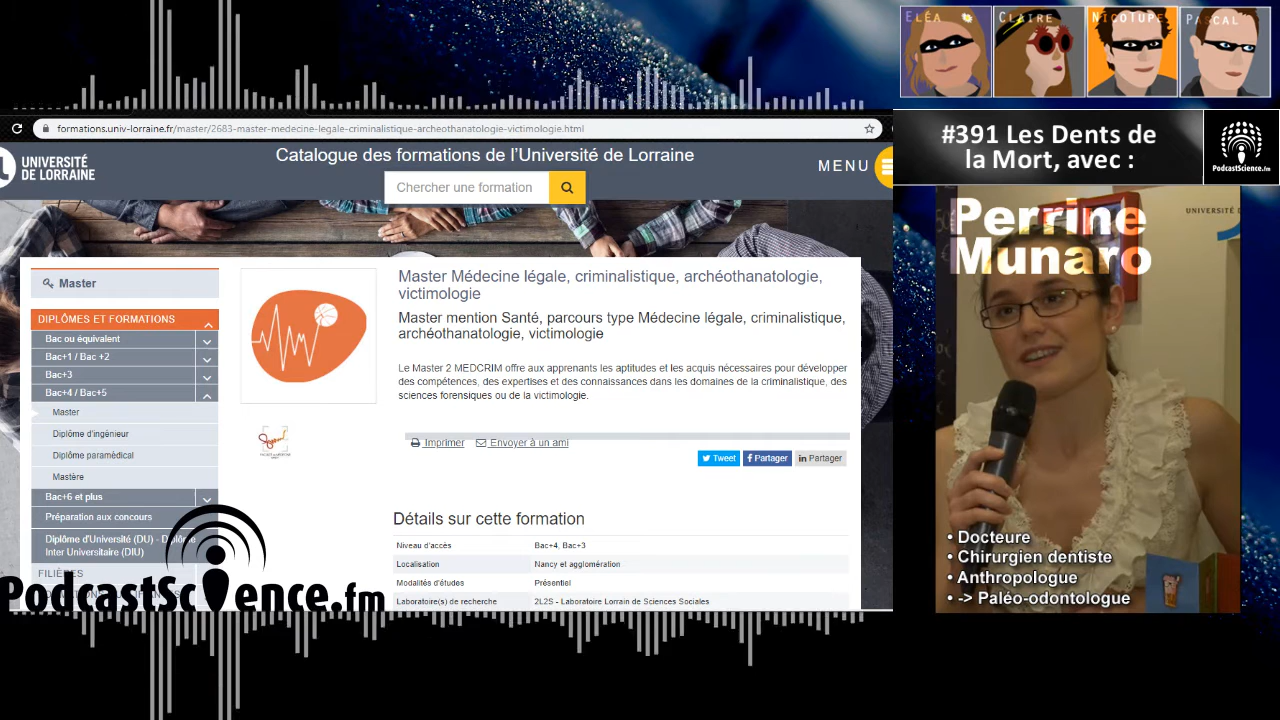 ELÉA
CLAIRE
NICOTUPE
PASCAL
formations.univ-lorraine.fr/master/2683-master-medecine-legale-criminalistique-archeothanatologie-victimologie.html
UNIVERSITÉ
DE LORRAINE
Catalogue des formations de l'Université de Lorraine
Chercher une formation
MENU
#391 Les Dents de
la Mort, avec :
PodcastScience.fm
Perrine
Munaro
UNIVERSITÉ
Master
DIPLÔMES ET FORMATIONS
Bac ou équivalent
Bac+1 / Bac +2
Bac+3
Bac+4 / Bac+5
Master
Diplôme d'ingénieur
Diplôme paramédical
Mastère
Bac+6 et plus
Préparation aux concours
Diplôme d'Université (DU) - Diplôme
Inter Universitaire (DIU)
FILIÈRES
Master Médecine légale, criminalistique, archéothanatologie,
victimologie
Master mention Santé, parcours type Médecine légale, criminalistique,
archéothanatologie, victimologie
Le Master 2 MEDCRIM offre aux apprenants les aptitudes et les acquis nécessaires pour développer
des compétences, des expertises et des connaissances dans les domaines de la criminalistique, des
sciences forensiques ou de la victimologie.
Imprimer Envoyer à un ami
Tweet Partager Partager
Détails sur cette formation
Niveau d'accès Bac+4, Bac+3
Localisation Nancy et agglomération
Modalités d'études Présentiel
Laboratoire(s) de recherche 2L2S - Laboratoire Lorrain de Sciences Sociales
PodcastScience.fm
• Docteure
• Chirurgien dentiste
• Anthropologue
• -> Paléo-odontologue